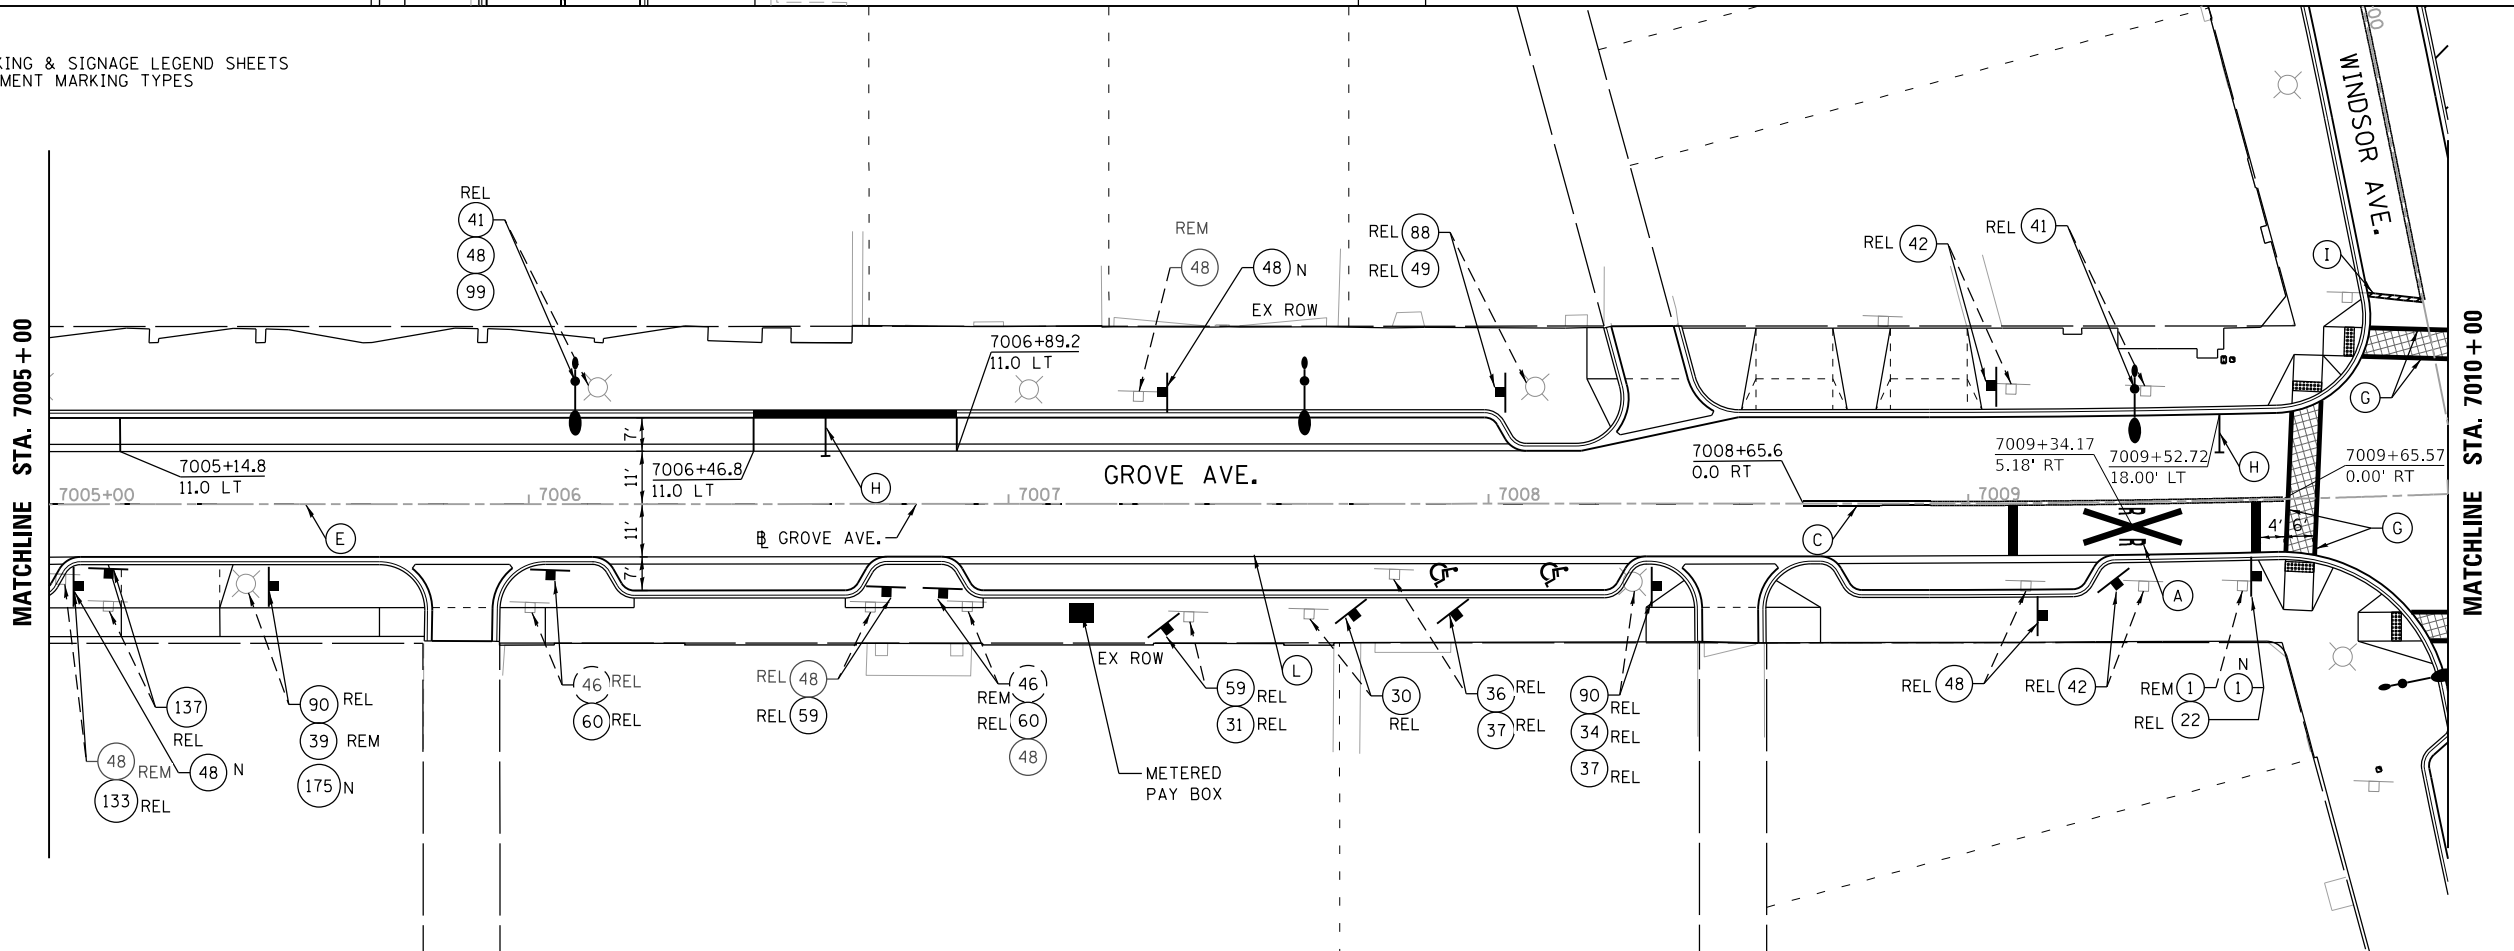 KING & SIGNAGE LEGEND SHEETS
MENT MARKING TYPES
MATCHLINE STA. 7005+00
REL
41
48
99
REM
48
48 N
EX ROW
REL 88
REL 49
REL 42
REL 41
WINDSOR AVE.
00
I
G
7006+89.2
11.0 LT
7005+14.8
11.0 LT
7006+46.8
11.0 LT
7'
11'
11'
7'
H
GROVE AVE.
7008+65.6
0.0 RT
7009+34.17
5.18' RT
7009+52.72
18.00' LT
H
7009+65.57
0.00' RT
7005+00
7006
7007
7008
7009
E
BL GROVE AVE.
C
R R
4' 6'
G
A
L
EX ROW
137
REL
48 REM
133 REL
48 N
90 REL
39 REM
175 N
46 REL
60 REL
REL 48
REL 59
46
REM
REL 60
48
METERED
PAY BOX
59 REL
31 REL
30
REL
36 REL
37 REL
90 REL
34 REL
37 REL
REL 48
REL 42
N
REM 1 1
REL 22
MATCHLINE STA. 7010+00